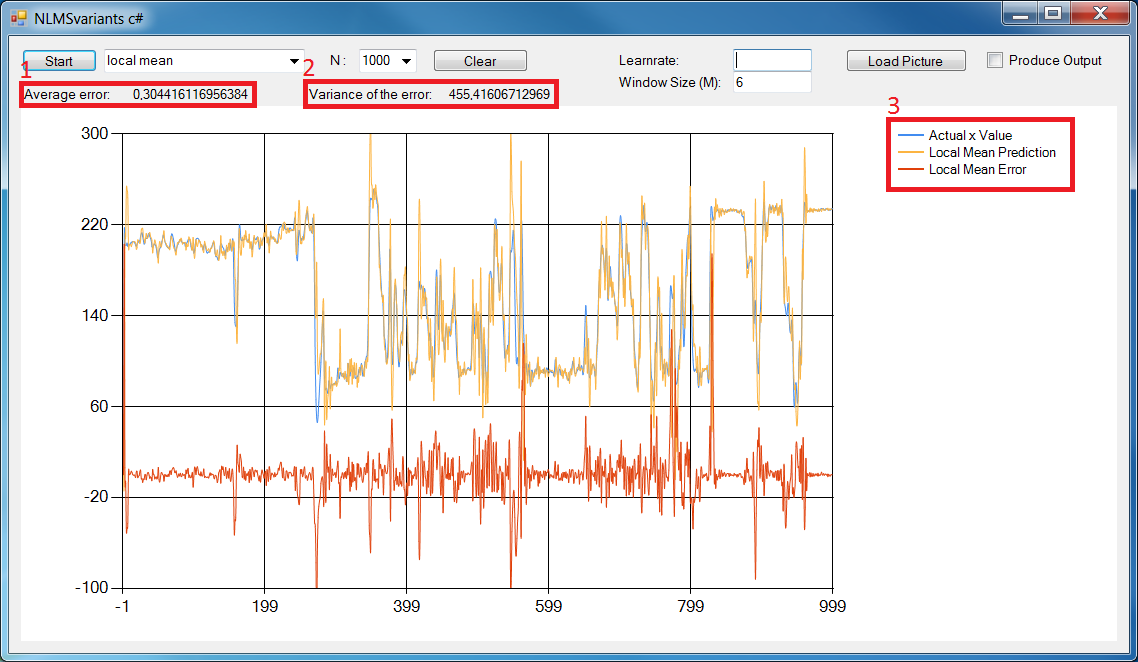 NLMSvariants c#
1
Start
local mean
2
N :
1000
Clear
Learnrate:
Load Picture
Produce Output
Window Size (M):
6
Average error: 0,304416116956384
Variance of the error: 455,41606712969
3
Actual x Value
Local Mean Prediction
Local Mean Error
300
220
140
60
-20
-100
-1 199 399 599 799 999